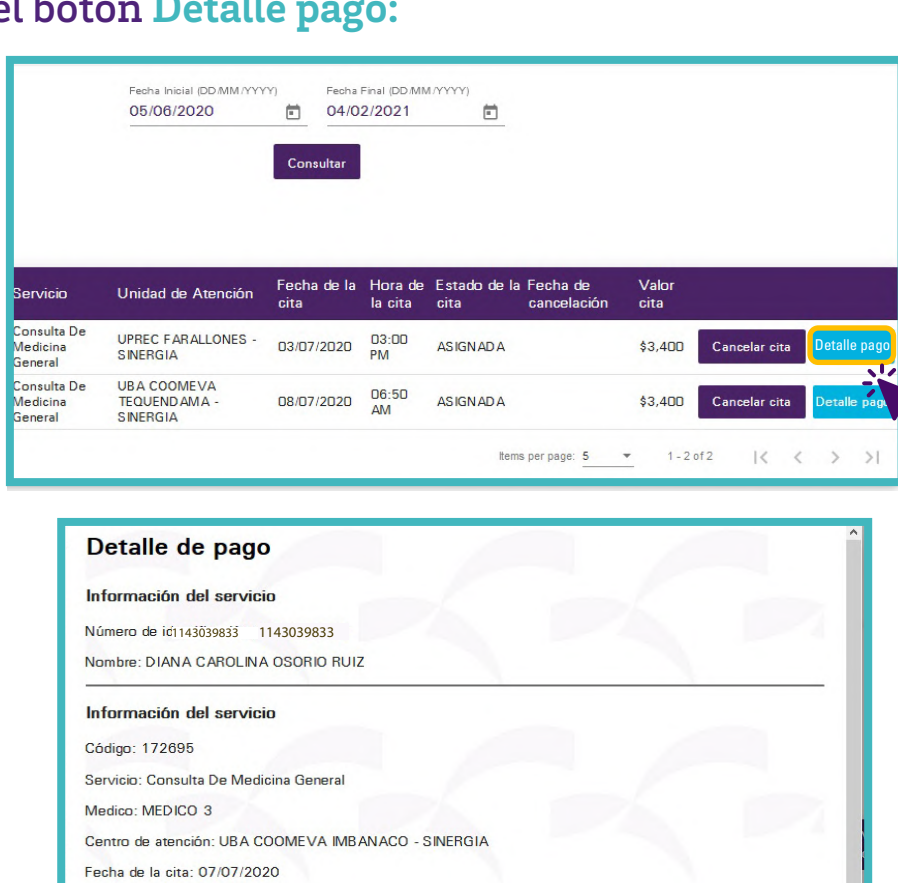 el botón Detalle pago:
Fecha Inicial (DD/MM/YYYY) Fecha Final (DD/MM/YYYY)
05/06/2020 04/02/2021
Consultar
Servicio Unidad de Atención Fecha de la cita Hora de la cita Estado de la cita Fecha de cancelación Valor cita
Consulta De Medicina General UPREC FARALLONES - SINERGIA 03/07/2020 03:00 PM ASIGNADA $3,400 Cancelar cita Detalle pago
Consulta De Medicina General UBA COOMEVA TEQUENDAMA - SINERGIA 08/07/2020 06:50 AM ASIGNADA $3,400 Cancelar cita Detalle pago
Items per page: 5 1 - 2 of 2 |< < > >|
Detalle de pago
Información del servicio
Número de id1143039833 1143039833
Nombre: DIANA CAROLINA OSORIO RUIZ
Información del servicio
Código: 172695
Servicio: Consulta De Medicina General
Medico: MEDICO 3
Centro de atención: UBA COOMEVA IMBANACO - SINERGIA
Fecha de la cita: 07/07/2020